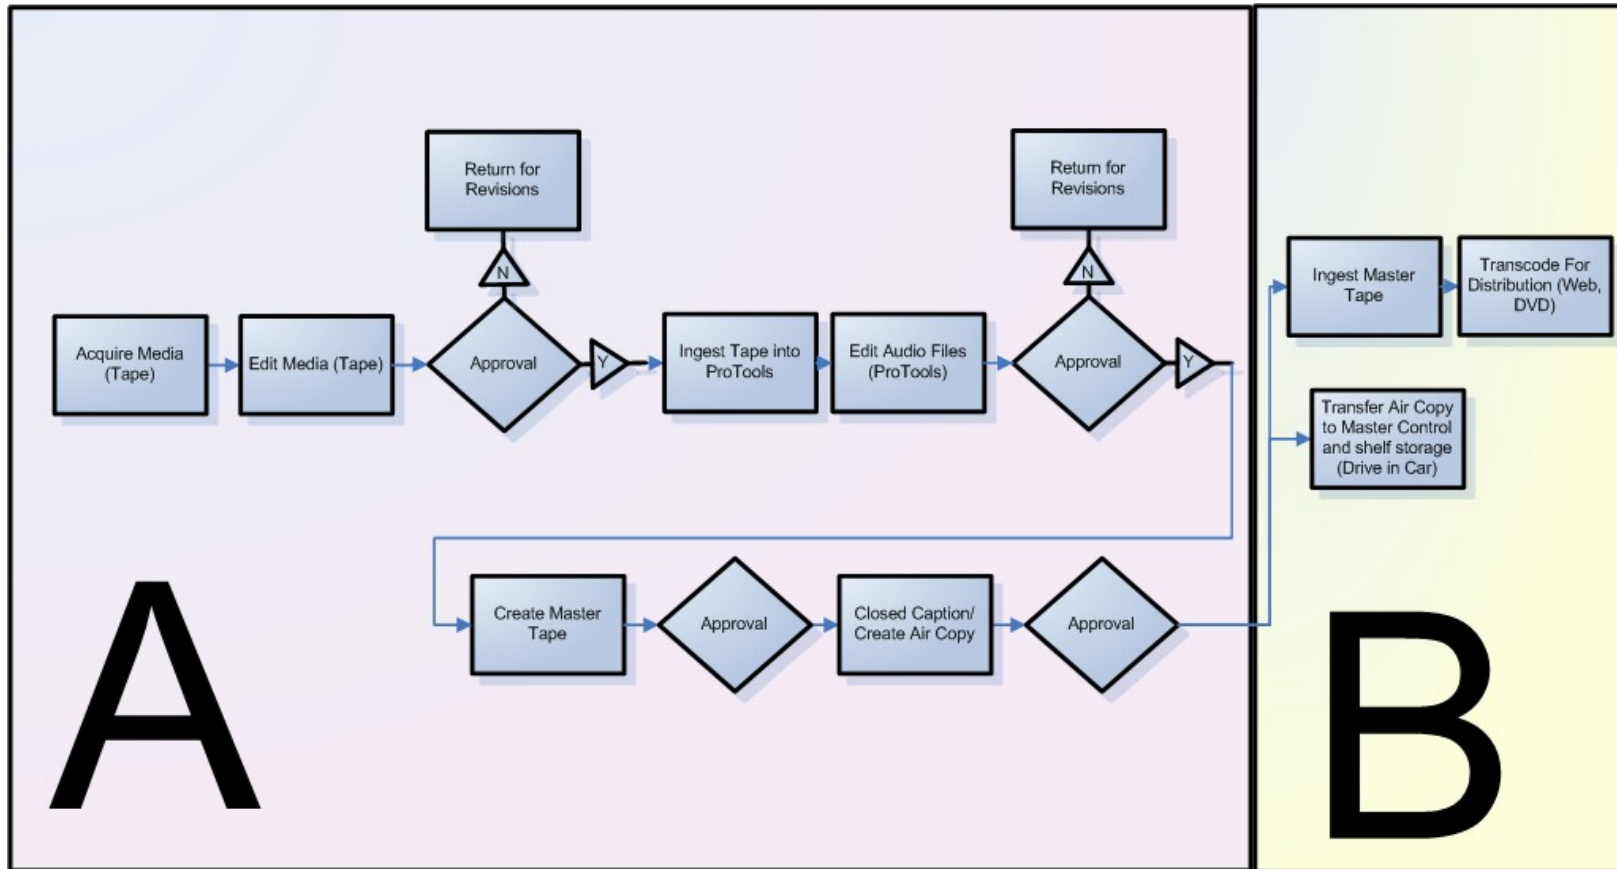 Return for
Revisions
N
Acquire Media
(Tape)
Edit Media (Tape)
Approval
Y
Ingest Tape into
ProTools
Edit Audio Files
(ProTools)
Return for
Revisions
N
Approval
Y
Create Master
Tape
Approval
Closed Caption/
Create Air Copy
Approval
A
Ingest Master
Tape
Transcode For
Distribution (Web,
DVD)
Transfer Air Copy
to Master Control
and shelf storage
(Drive in Car)
B